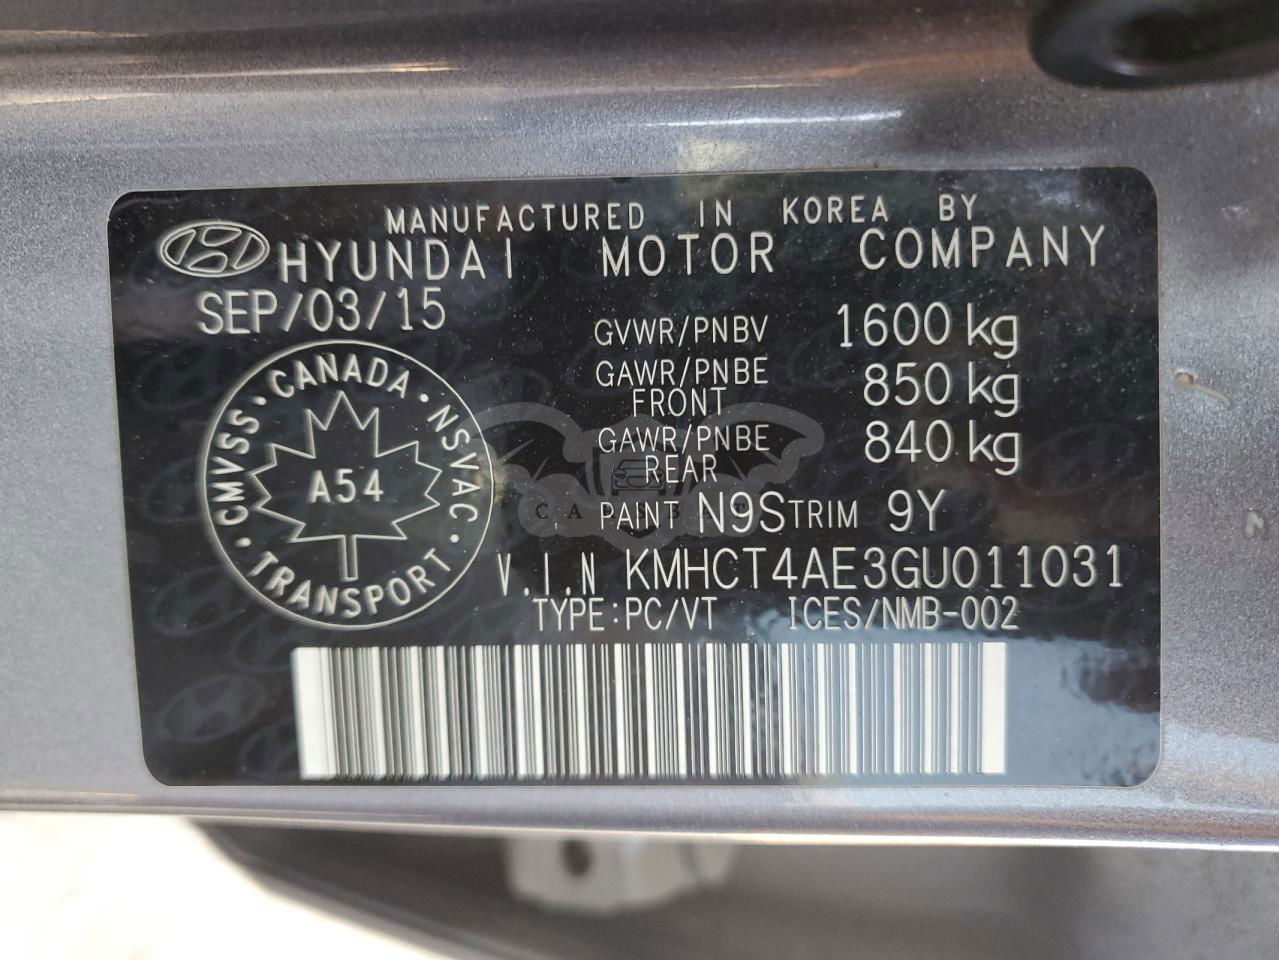 MANUFACTURED IN KOREA BY
HYUNDAI MOTOR COMPANY
SEP/03/15
GVWR/PNBV 1600 kg
GAWR/PNBE FRONT 850 kg
GAWR/PNBE REAR 840 kg
PAINT N9S TRIM 9Y
V.I.N KMHCT4AE3GU011031
TYPE:PC/VT ICES/NMB-002
CMVSS · CANADA · NSVAC · TRANSPORT ·
A54